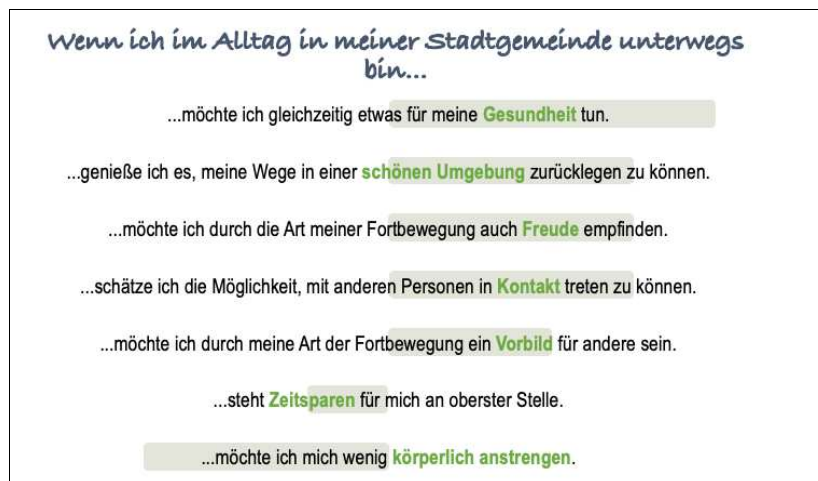 Wenn ich im Alltag in meiner Stadtgemeinde unterwegs
bin...
...möchte ich gleichzeitig etwas für meine Gesundheit tun.
...genieße ich es, meine Wege in einer schönen Umgebung zurücklegen zu können.
...möchte ich durch die Art meiner Fortbewegung auch Freude empfinden.
...schätze ich die Möglichkeit, mit anderen Personen in Kontakt treten zu können.
...möchte ich durch meine Art der Fortbewegung ein Vorbild für andere sein.
...steht Zeitsparen für mich an oberster Stelle.
...möchte ich mich wenig körperlich anstrengen.